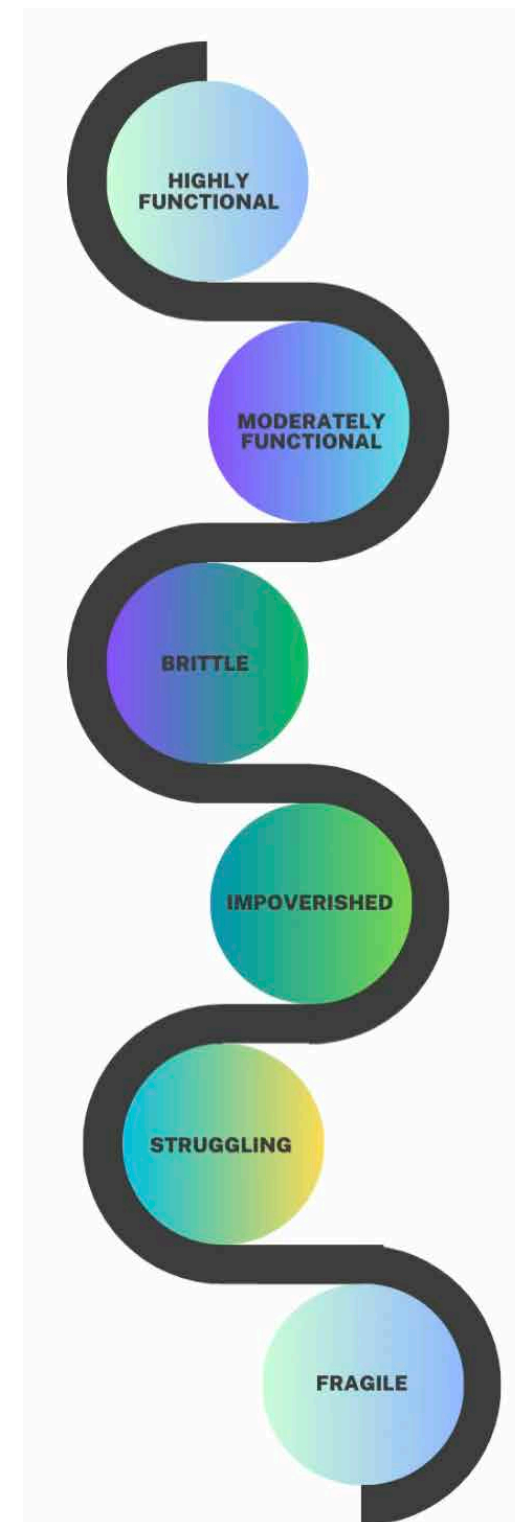 HIGHLY
FUNCTIONAL
MODERATELY
FUNCTIONAL
BRITTLE
IMPOVERISHED
STRUGGLING
FRAGILE